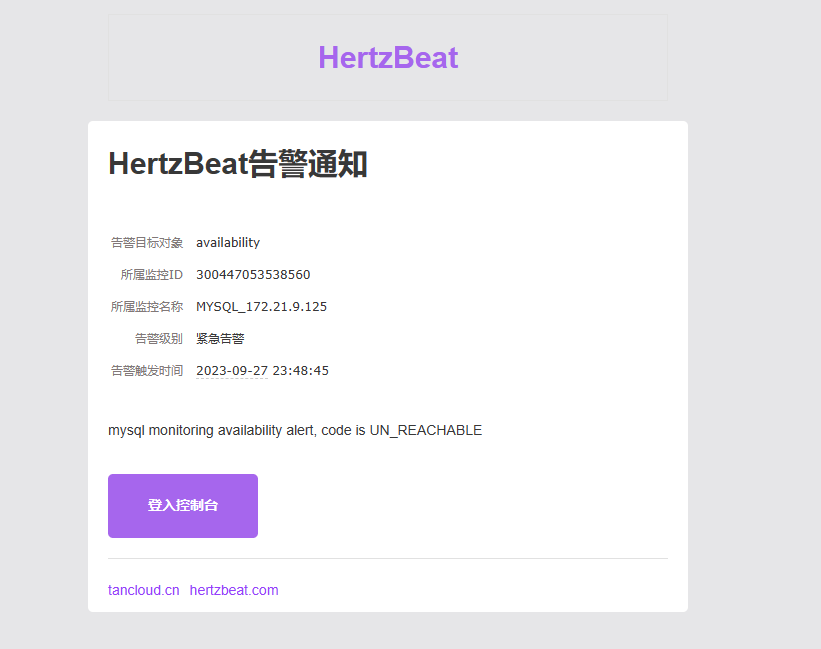 HertzBeat
HertzBeat告警通知
告警目标对象 availability
所属监控ID 300447053538560
所属监控名称 MYSQL_172.21.9.125
告警级别 紧急告警
告警触发时间 2023-09-27 23:48:45
mysql monitoring availability alert, code is UN_REACHABLE
登入控制台
tancloud.cn hertzbeat.com